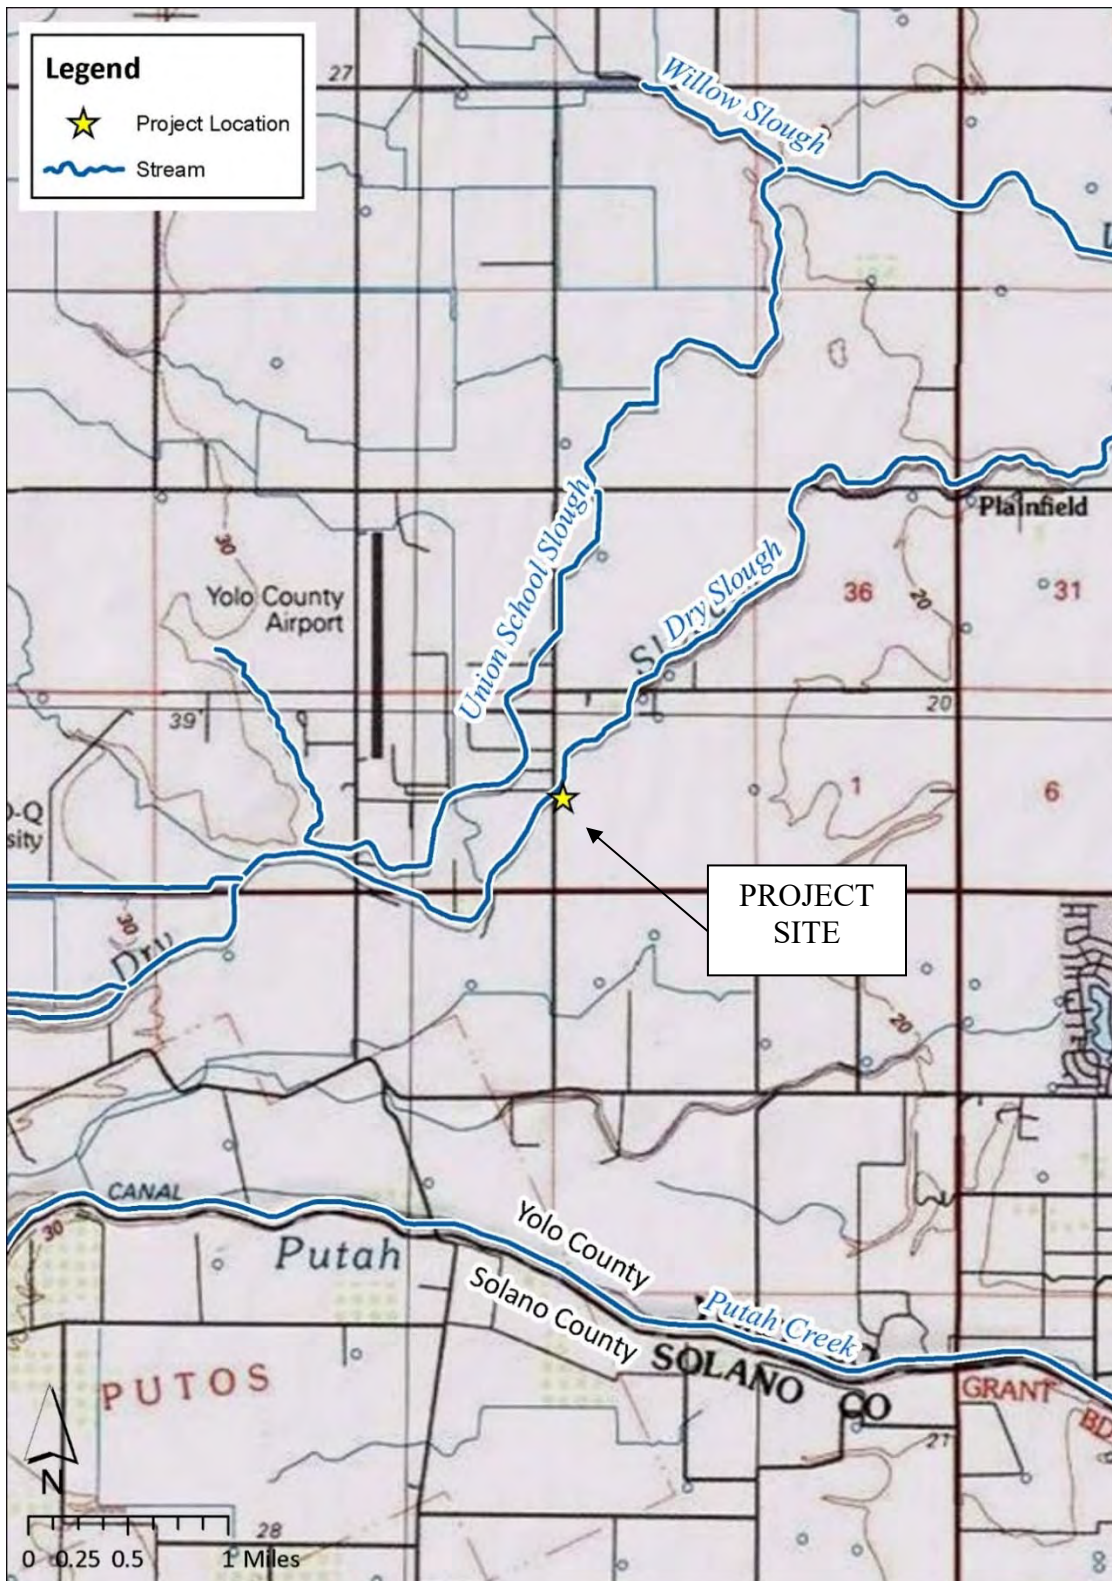 Legend
Project Location
Stream
27
Willow Slough
Union School Slough
Dry Slough
Plainfield
30
Yolo County
Airport
36
31
20
39
20
1
6
PROJECT
SITE
30
Dry
20
CANAL
30
Putah
Yolo County
Solano County
Putah Creek
SOLANO CO
PUTOS
GRANT
BD
21
N
28
0 0.25 0.5 1 Miles